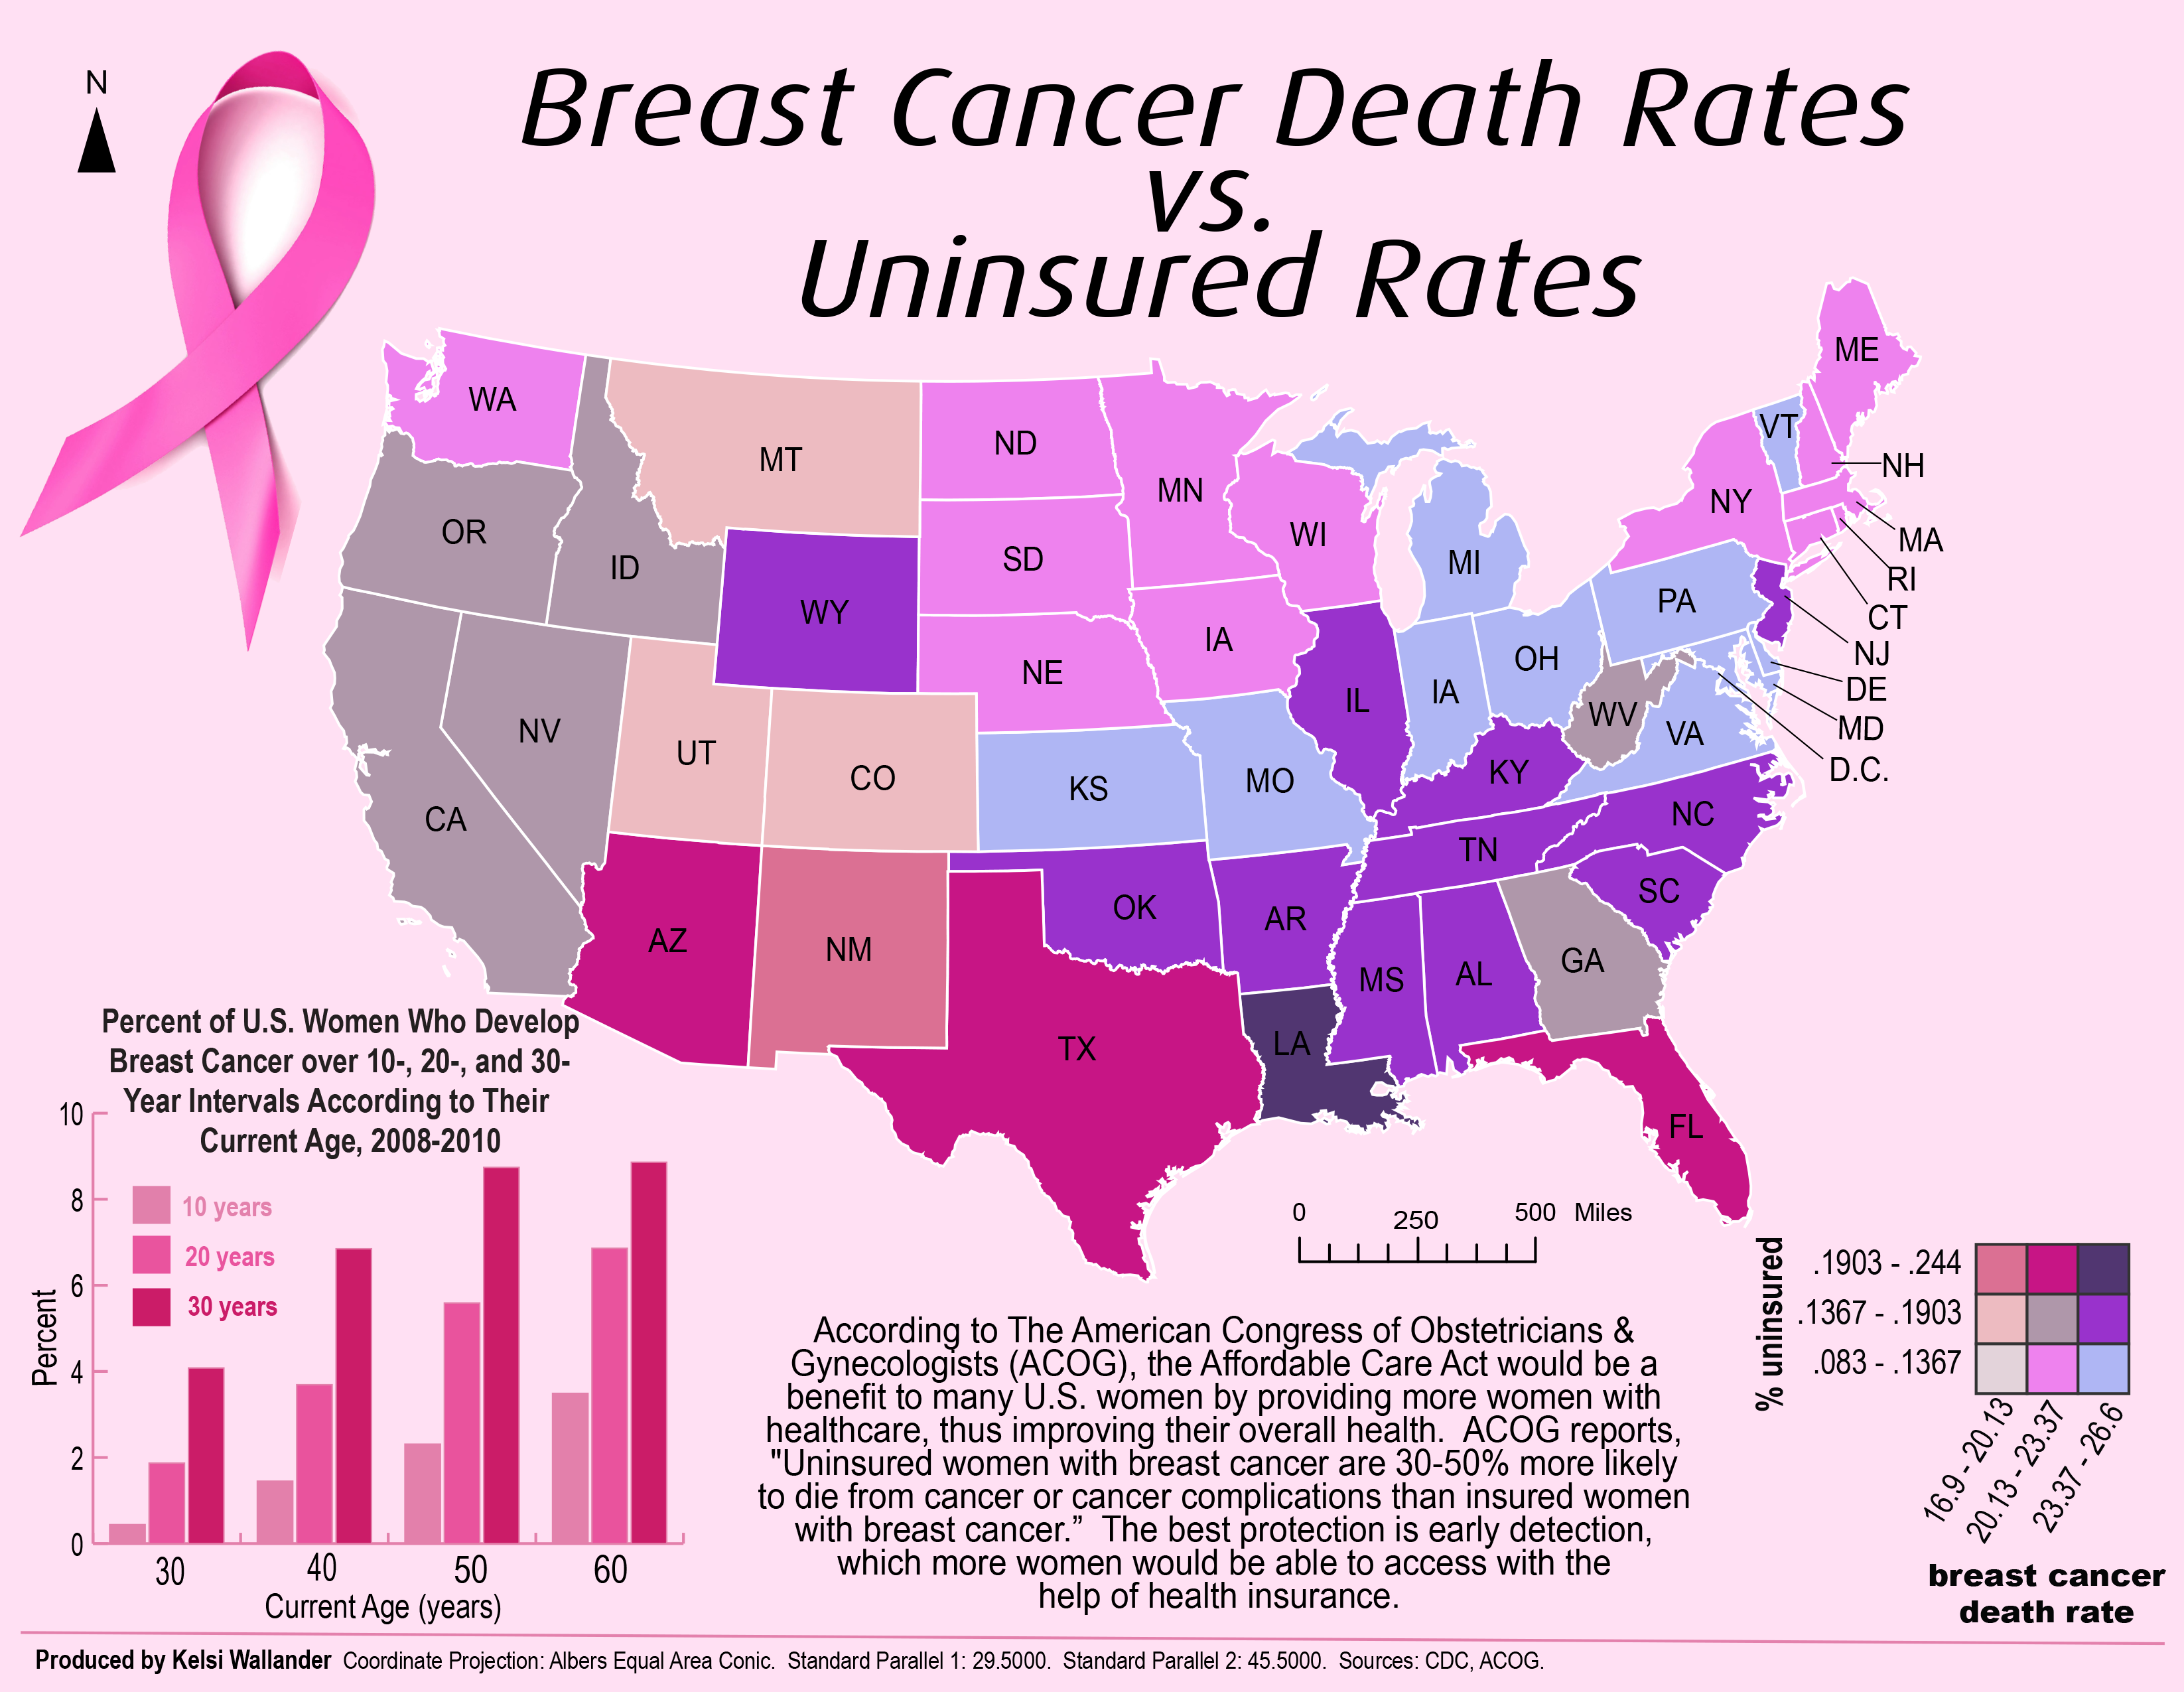 N
Breast Cancer Death Rates
vs.
Uninsured Rates
ME
WA
VT
ND
MT
NH
MN
NY
OR
WI
MA
SD
MI
ID
RI
PA
WY
CT
IA
NJ
OH
NE
DE
IA
IL
WV
MD
NV
VA
UT
D.C.
KY
CO
MO
KS
NC
CA
TN
SC
OK
AR
AZ
NM
GA
AL
MS
LA
TX
FL
Percent of U.S. Women Who Develop
Breast Cancer over 10-, 20-, and 30-
Year Intervals According to Their
Current Age, 2008-2010
10
8
6
4
2
0
Percent
10 years
20 years
30 years
30 40 50 60
Current Age (years)
0 250 500 Miles
According to The American Congress of Obstetricians &
Gynecologists (ACOG), the Affordable Care Act would be a
benefit to many U.S. women by providing more women with
healthcare, thus improving their overall health.  ACOG reports,
"Uninsured women with breast cancer are 30-50% more likely
to die from cancer or cancer complications than insured women
with breast cancer.”  The best protection is early detection,
which more women would be able to access with the
help of health insurance.
% uninsured
.1903 - .244
.1367 - .1903
.083 - .1367
16.9 - 20.13
20.13 - 23.37
23.37 - 26.6
breast cancer
death rate
Produced by Kelsi Wallander  Coordinate Projection: Albers Equal Area Conic.  Standard Parallel 1: 29.5000.  Standard Parallel 2: 45.5000.  Sources: CDC, ACOG.